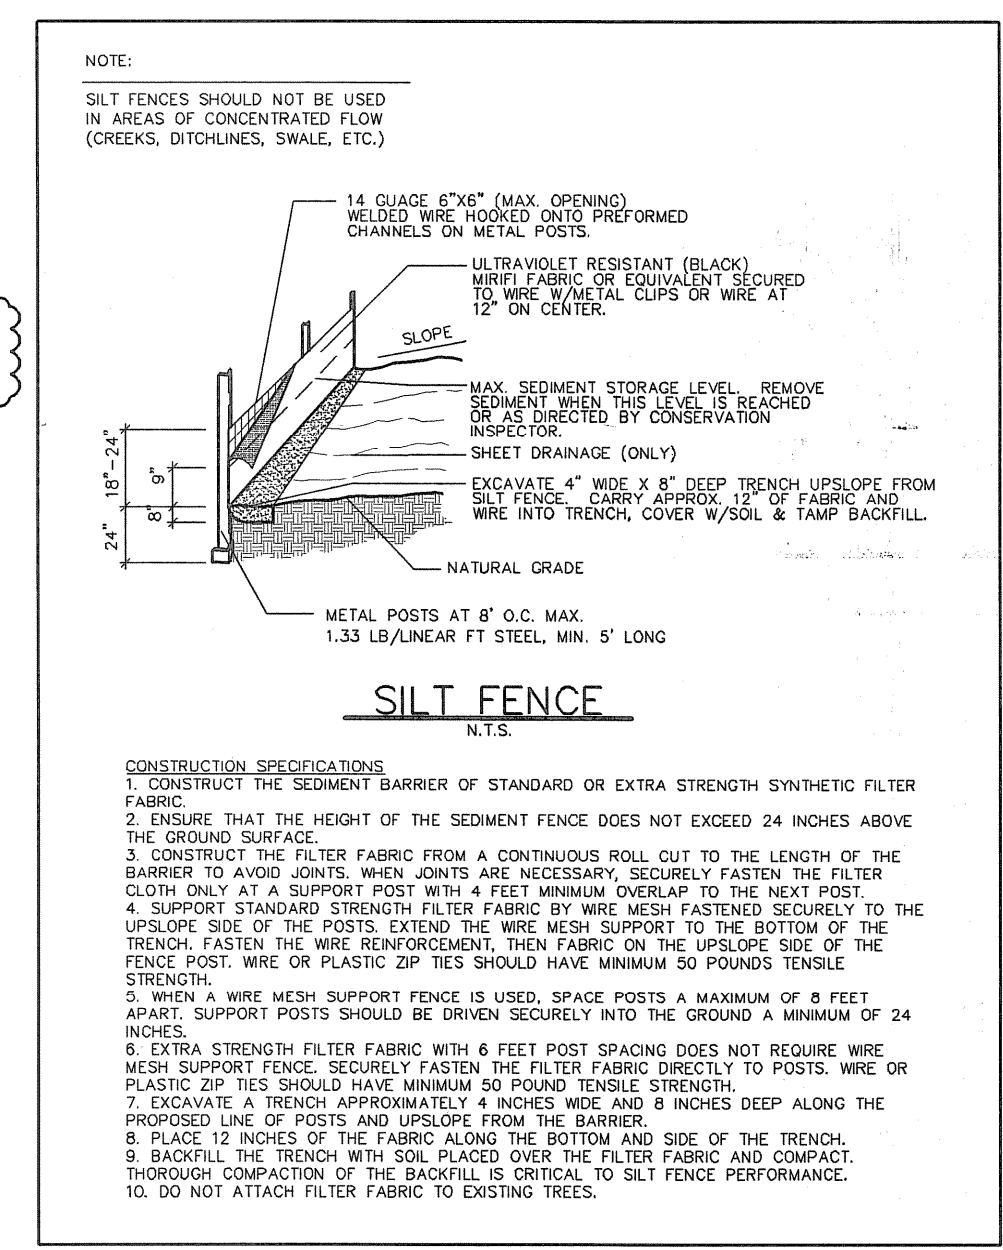 NOTE:
SILT FENCES SHOULD NOT BE USED
IN AREAS OF CONCENTRATED FLOW
(CREEKS, DITCHLINES, SWALE, ETC.)
14 GUAGE 6"X6" (MAX. OPENING)
WELDED WIRE HOOKED ONTO PREFORMED
CHANNELS ON METAL POSTS.
ULTRAVIOLET RESISTANT (BLACK)
MIRIFI FABRIC OR EQUIVALENT SECURED
TO WIRE W/METAL CLIPS OR WIRE AT
12" ON CENTER.
SLOPE
MAX. SEDIMENT STORAGE LEVEL. REMOVE
SEDIMENT WHEN THIS LEVEL IS REACHED
OR AS DIRECTED BY CONSERVATION
INSPECTOR.
SHEET DRAINAGE (ONLY)
EXCAVATE 4" WIDE X 8" DEEP TRENCH UPSLOPE FROM
SILT FENCE. CARRY APPROX. 12" OF FABRIC AND
WIRE INTO TRENCH, COVER W/SOIL & TAMP BACKFILL.
18"-24"
9"
8"
24"
NATURAL GRADE
METAL POSTS AT 8' O.C. MAX.
1.33 LB/LINEAR FT STEEL, MIN. 5' LONG
SILT FENCE
N.T.S.
CONSTRUCTION SPECIFICATIONS
1. CONSTRUCT THE SEDIMENT BARRIER OF STANDARD OR EXTRA STRENGTH SYNTHETIC FILTER
FABRIC.
2. ENSURE THAT THE HEIGHT OF THE SEDIMENT FENCE DOES NOT EXCEED 24 INCHES ABOVE
THE GROUND SURFACE.
3. CONSTRUCT THE FILTER FABRIC FROM A CONTINUOUS ROLL CUT TO THE LENGTH OF THE
BARRIER TO AVOID JOINTS. WHEN JOINTS ARE NECESSARY, SECURELY FASTEN THE FILTER
CLOTH ONLY AT A SUPPORT POST WITH 4 FEET MINIMUM OVERLAP TO THE NEXT POST.
4. SUPPORT STANDARD STRENGTH FILTER FABRIC BY WIRE MESH FASTENED SECURELY TO THE
UPSLOPE SIDE OF THE POSTS. EXTEND THE WIRE MESH SUPPORT TO THE BOTTOM OF THE
TRENCH. FASTEN THE WIRE REINFORCEMENT, THEN FABRIC ON THE UPSLOPE SIDE OF THE
FENCE POST. WIRE OR PLASTIC ZIP TIES SHOULD HAVE MINIMUM 50 POUNDS TENSILE
STRENGTH.
5. WHEN A WIRE MESH SUPPORT FENCE IS USED, SPACE POSTS A MAXIMUM OF 8 FEET
APART. SUPPORT POSTS SHOULD BE DRIVEN SECURELY INTO THE GROUND A MINIMUM OF 24
INCHES.
6. EXTRA STRENGTH FILTER FABRIC WITH 6 FEET POST SPACING DOES NOT REQUIRE WIRE
MESH SUPPORT FENCE. SECURELY FASTEN THE FILTER FABRIC DIRECTLY TO POSTS. WIRE OR
PLASTIC ZIP TIES SHOULD HAVE MINIMUM 50 POUND TENSILE STRENGTH.
7. EXCAVATE A TRENCH APPROXIMATELY 4 INCHES WIDE AND 8 INCHES DEEP ALONG THE
PROPOSED LINE OF POSTS AND UPSLOPE FROM THE BARRIER.
8. PLACE 12 INCHES OF THE FABRIC ALONG THE BOTTOM AND SIDE OF THE TRENCH.
9. BACKFILL THE TRENCH WITH SOIL PLACED OVER THE FILTER FABRIC AND COMPACT.
THOROUGH COMPACTION OF THE BACKFILL IS CRITICAL TO SILT FENCE PERFORMANCE.
10. DO NOT ATTACH FILTER FABRIC TO EXISTING TREES.